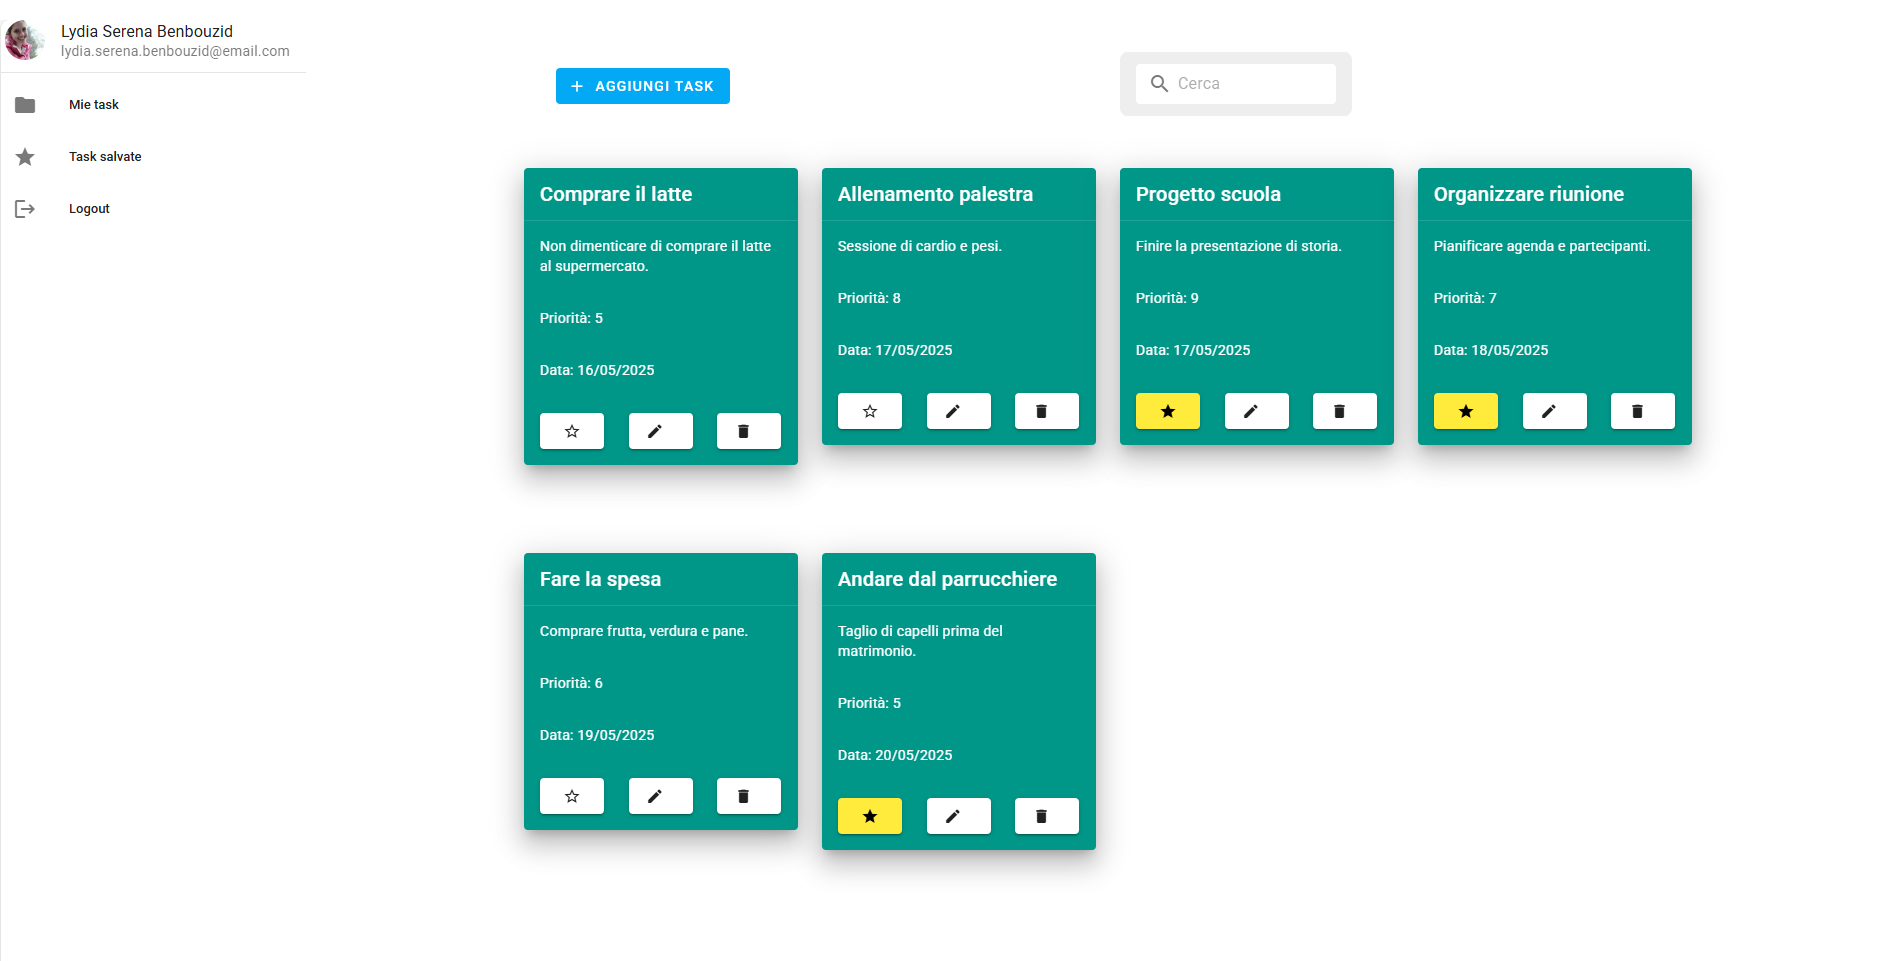 Lydia Serena Benbouzid
lydia.serena.benbouzid@email.com
Mie task
Task salvate
Logout
AGGIUNGI TASK
Cerca
Comprare il latte
Non dimenticare di comprare il latte
al supermercato.
Priorità: 5
Data: 16/05/2025
Allenamento palestra
Sessione di cardio e pesi.
Priorità: 8
Data: 17/05/2025
Progetto scuola
Finire la presentazione di storia.
Priorità: 9
Data: 17/05/2025
Organizzare riunione
Pianificare agenda e partecipanti.
Priorità: 7
Data: 18/05/2025
Fare la spesa
Comprare frutta, verdura e pane.
Priorità: 6
Data: 19/05/2025
Andare dal parrucchiere
Taglio di capelli prima del
matrimonio.
Priorità: 5
Data: 20/05/2025